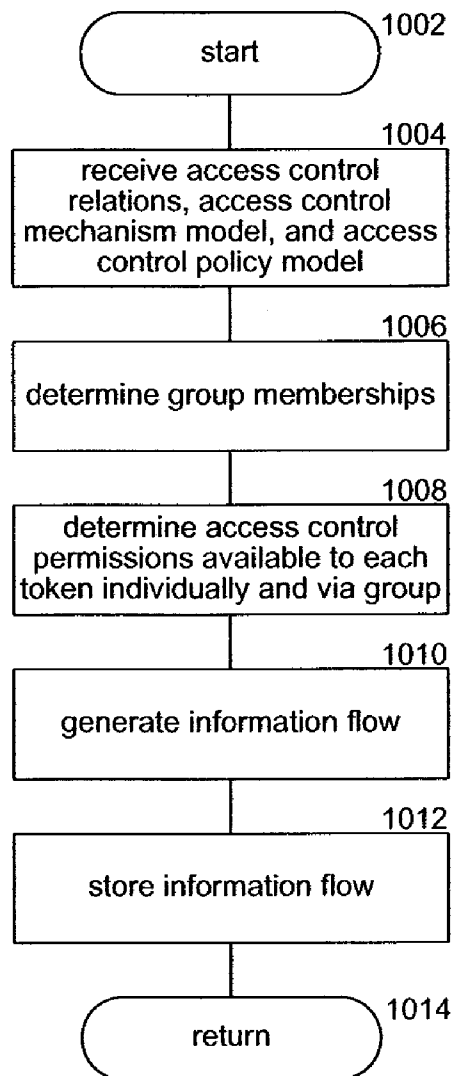 1002
start
1004
receive access control
relations, access control
mechanism model, and access
control policy model
1006
determine group memberships
1008
determine access control
permissions available to each
token individually and via group
1010
generate information flow
1012
store information flow
1014
return